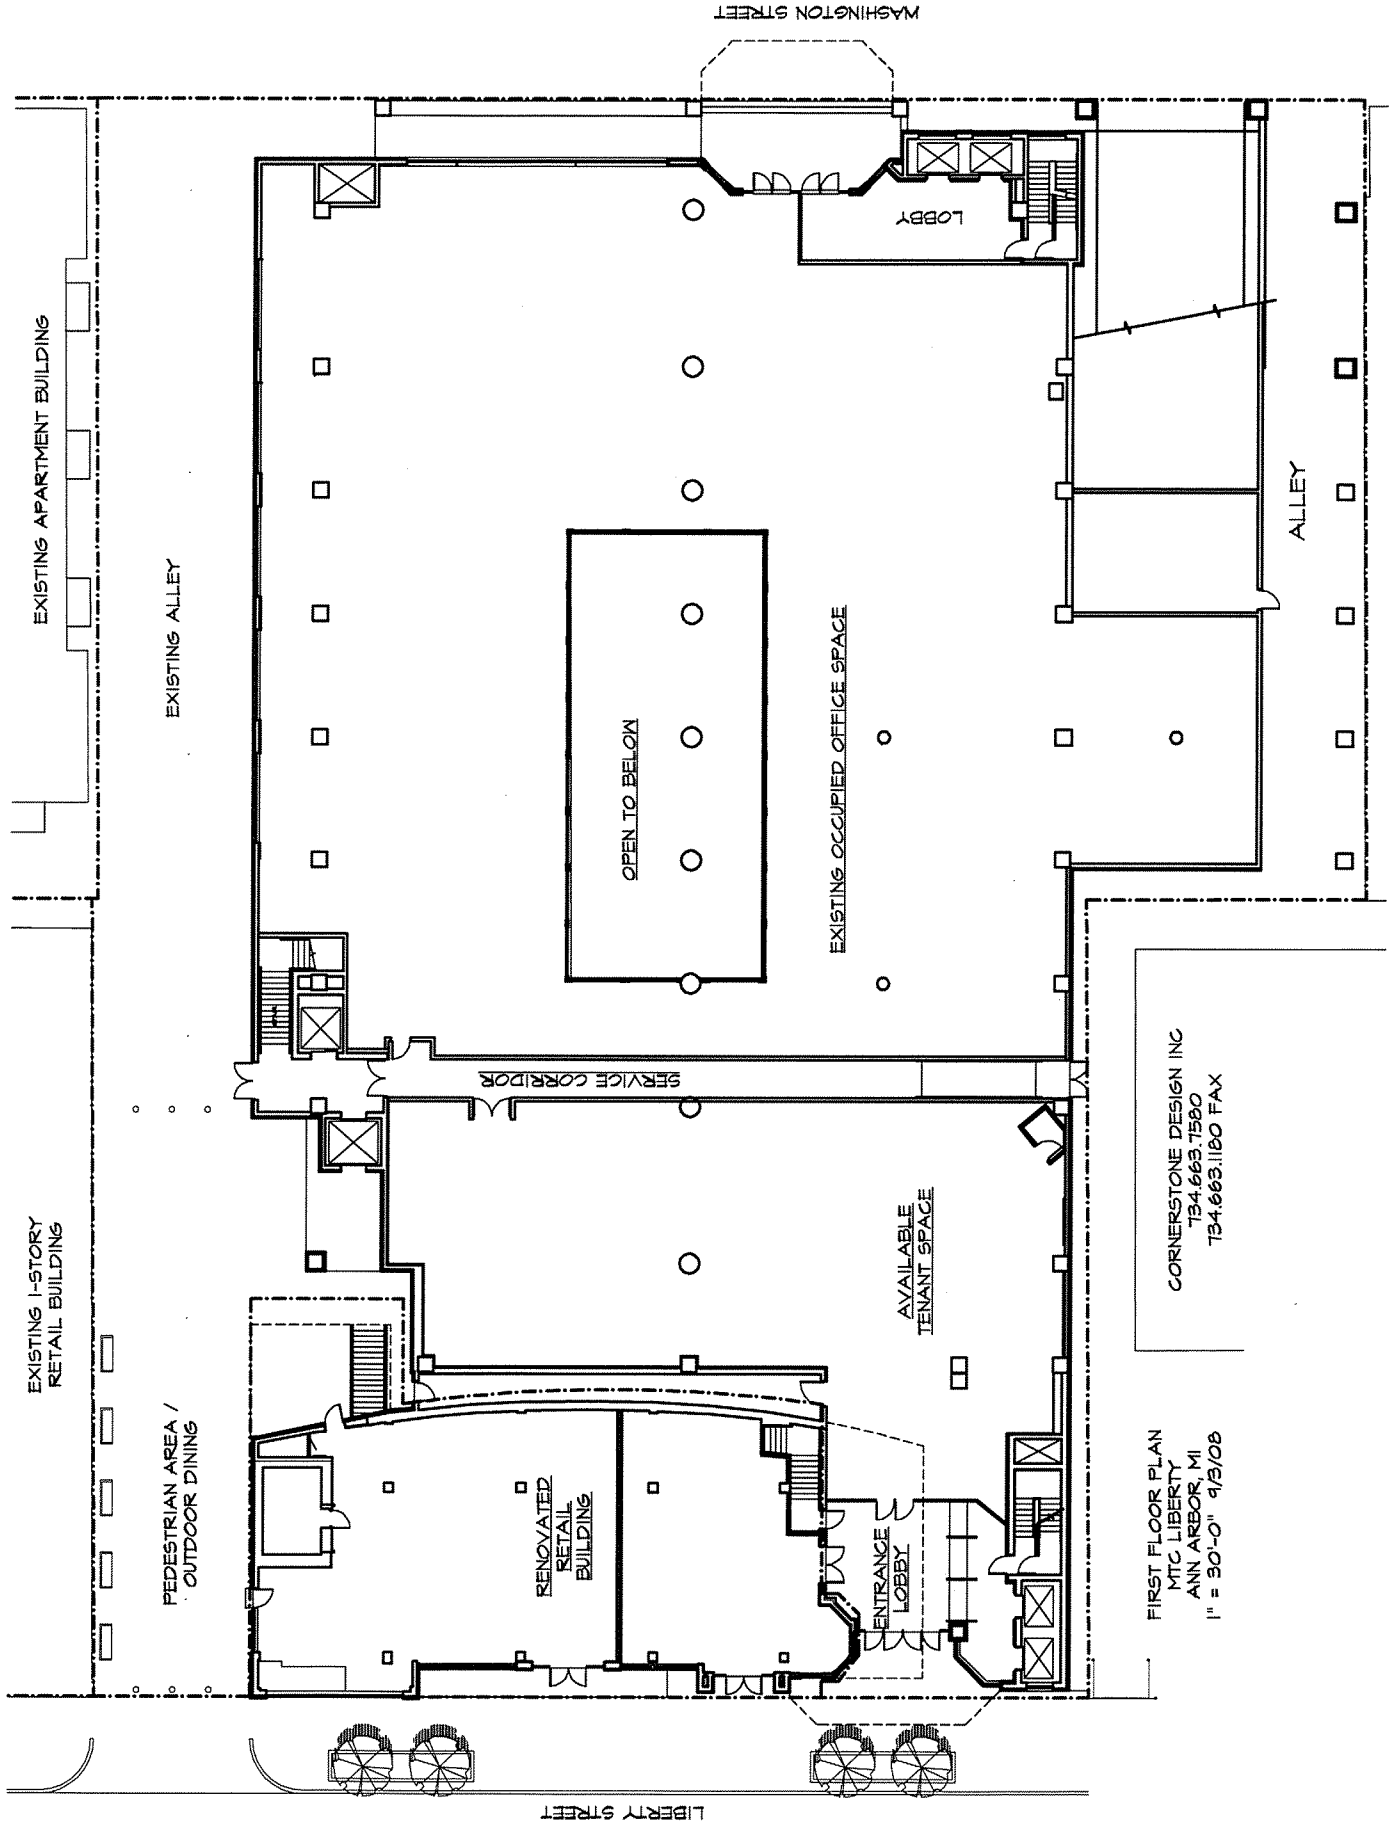 WASHINGTON STREET
EXISTING APARTMENT BUILDING
EXISTING ALLEY
LOBBY
ALLEY
OPEN TO BELOW
EXISTING OCCUPIED OFFICE SPACE
SERVICE CORRIDOR
EXISTING 1-STORY
RETAIL BUILDING
PEDESTRIAN AREA /
OUTDOOR DINING
AVAILABLE
TENANT SPACE
RENOVATED
RETAIL
BUILDING
ENTRANCE
LOBBY
CORNERSTONE DESIGN INC
734.663.7580
734.663.1180 FAX
FIRST FLOOR PLAN
MTC LIBERTY
ANN ARBOR, MI
1" = 30'-0" 9/3/08
LIBERTY STREET